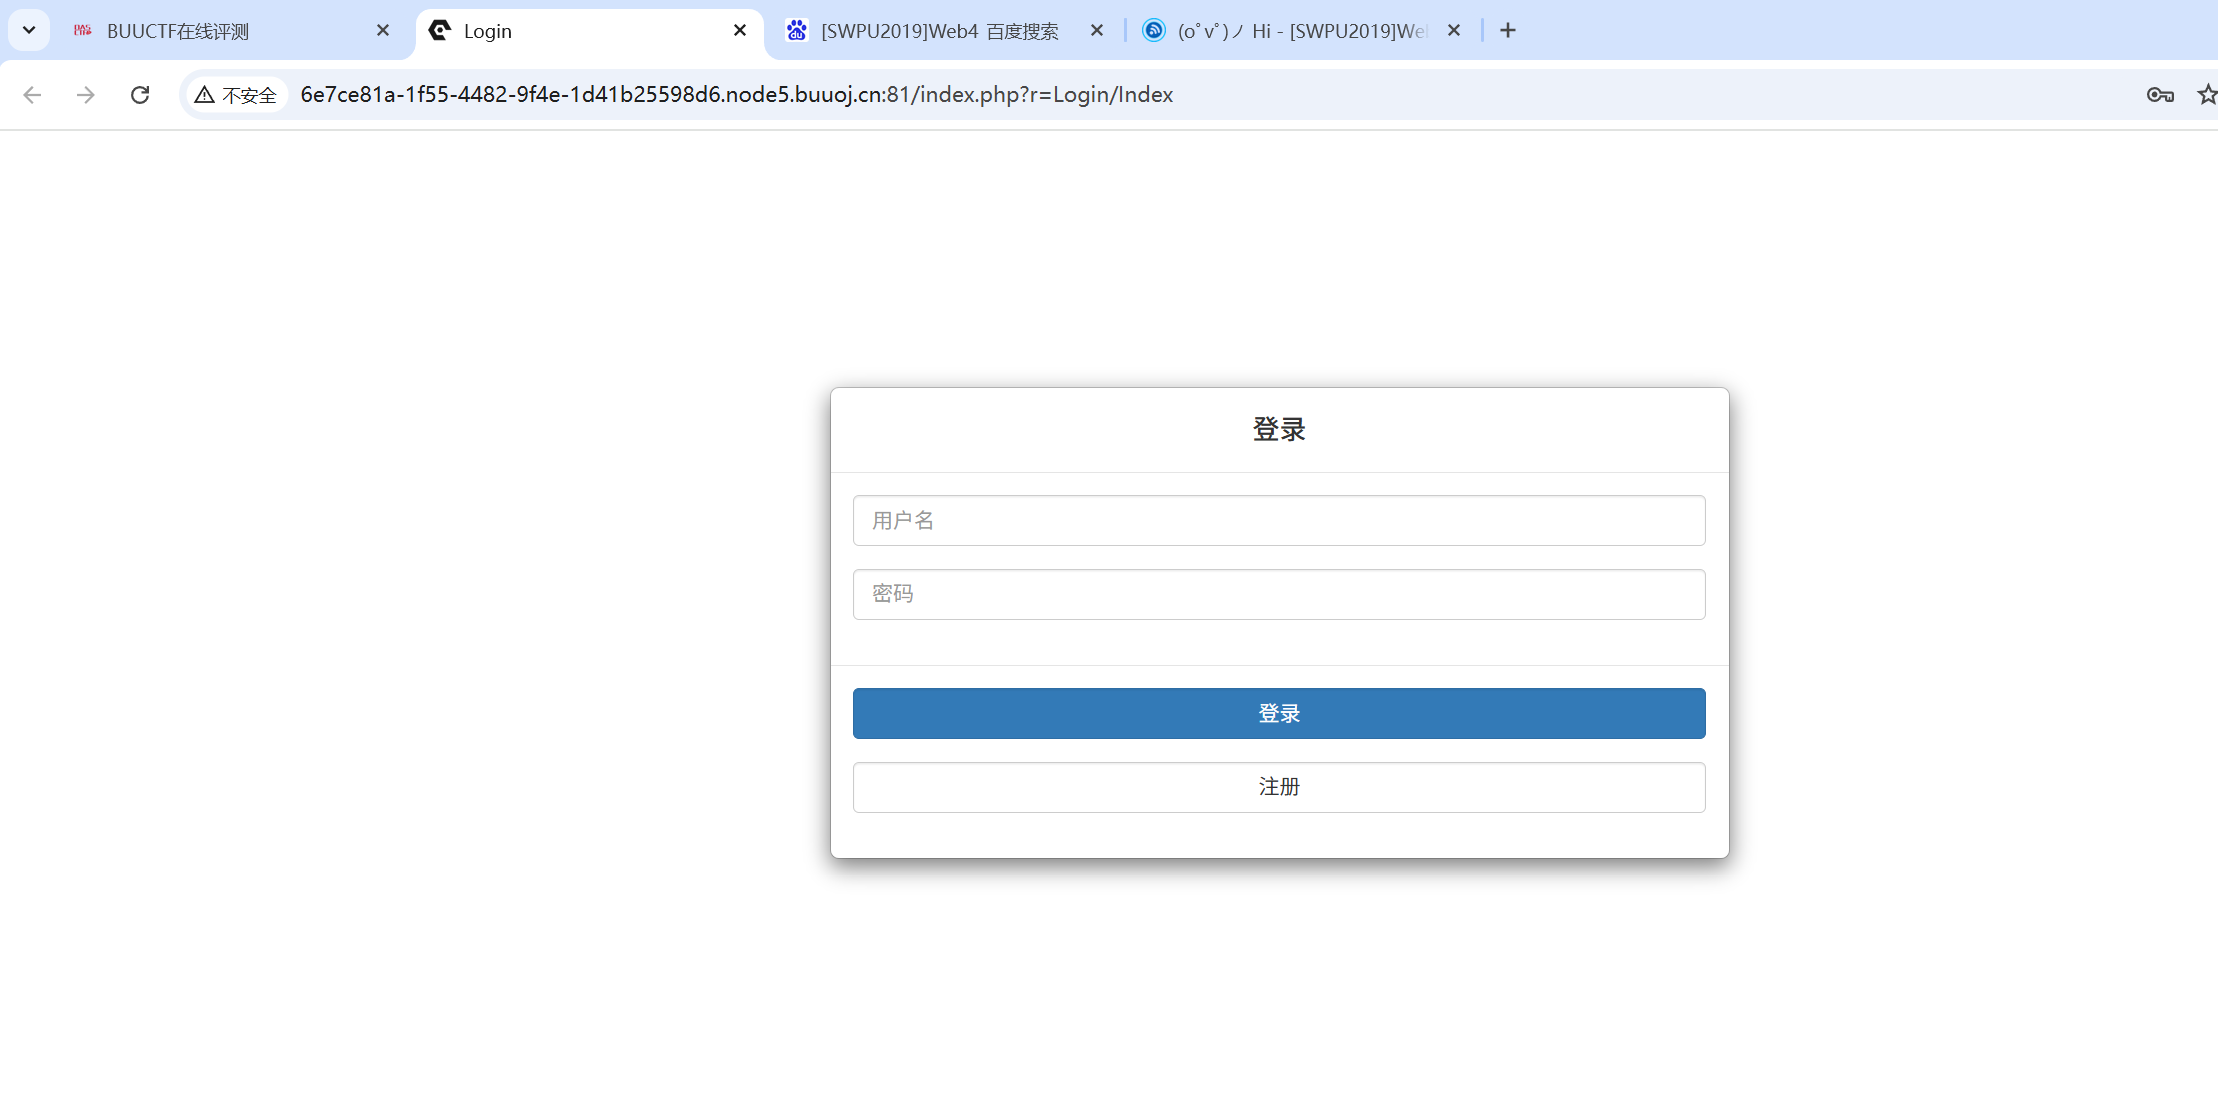 BUUCTF在线评测
Login
[SWPU2019]Web4 百度搜索
(oﾟvﾟ)ノ Hi - [SWPU2019]We
不安全
6e7ce81a-1f55-4482-9f4e-1d41b25598d6.node5.buuoj.cn:81/index.php?r=Login/Index
登录
用户名
密码
登录
注册